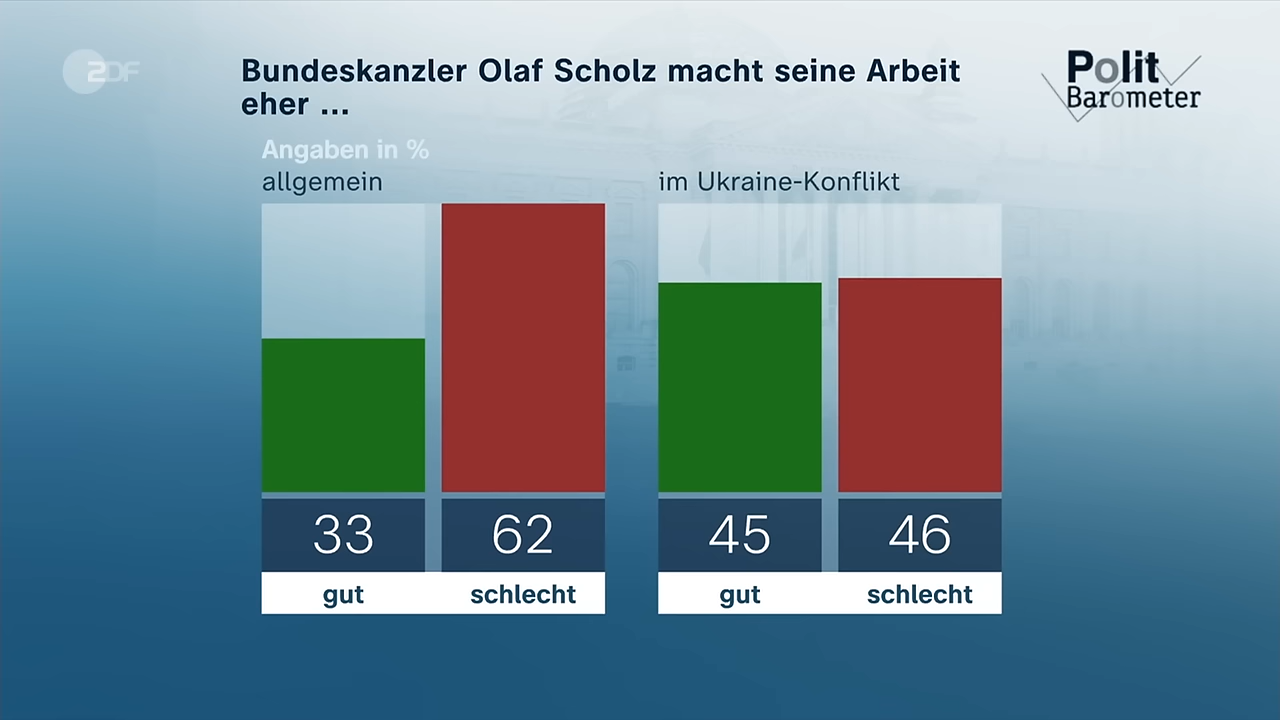 ZDF
Bundeskanzler Olaf Scholz macht seine Arbeit
eher ...
Polit
Barometer
Angaben in %
allgemein
im Ukraine-Konflikt
33
62
45
46
gut
schlecht
gut
schlecht